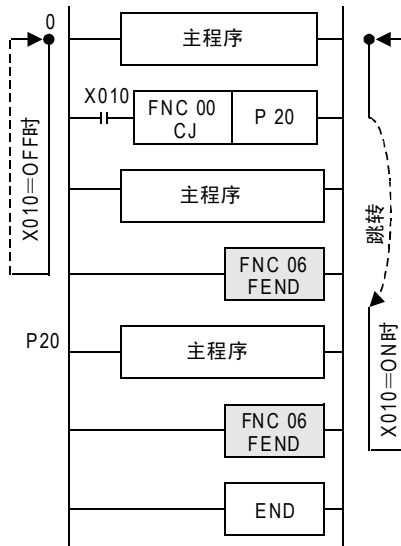 0
主程序
X010
FNC 00
CJ
P 20
主程序
FNC 06
FEND
P20
主程序
FNC 06
FEND
END
X010=OFF时
跳转
X010=ON时